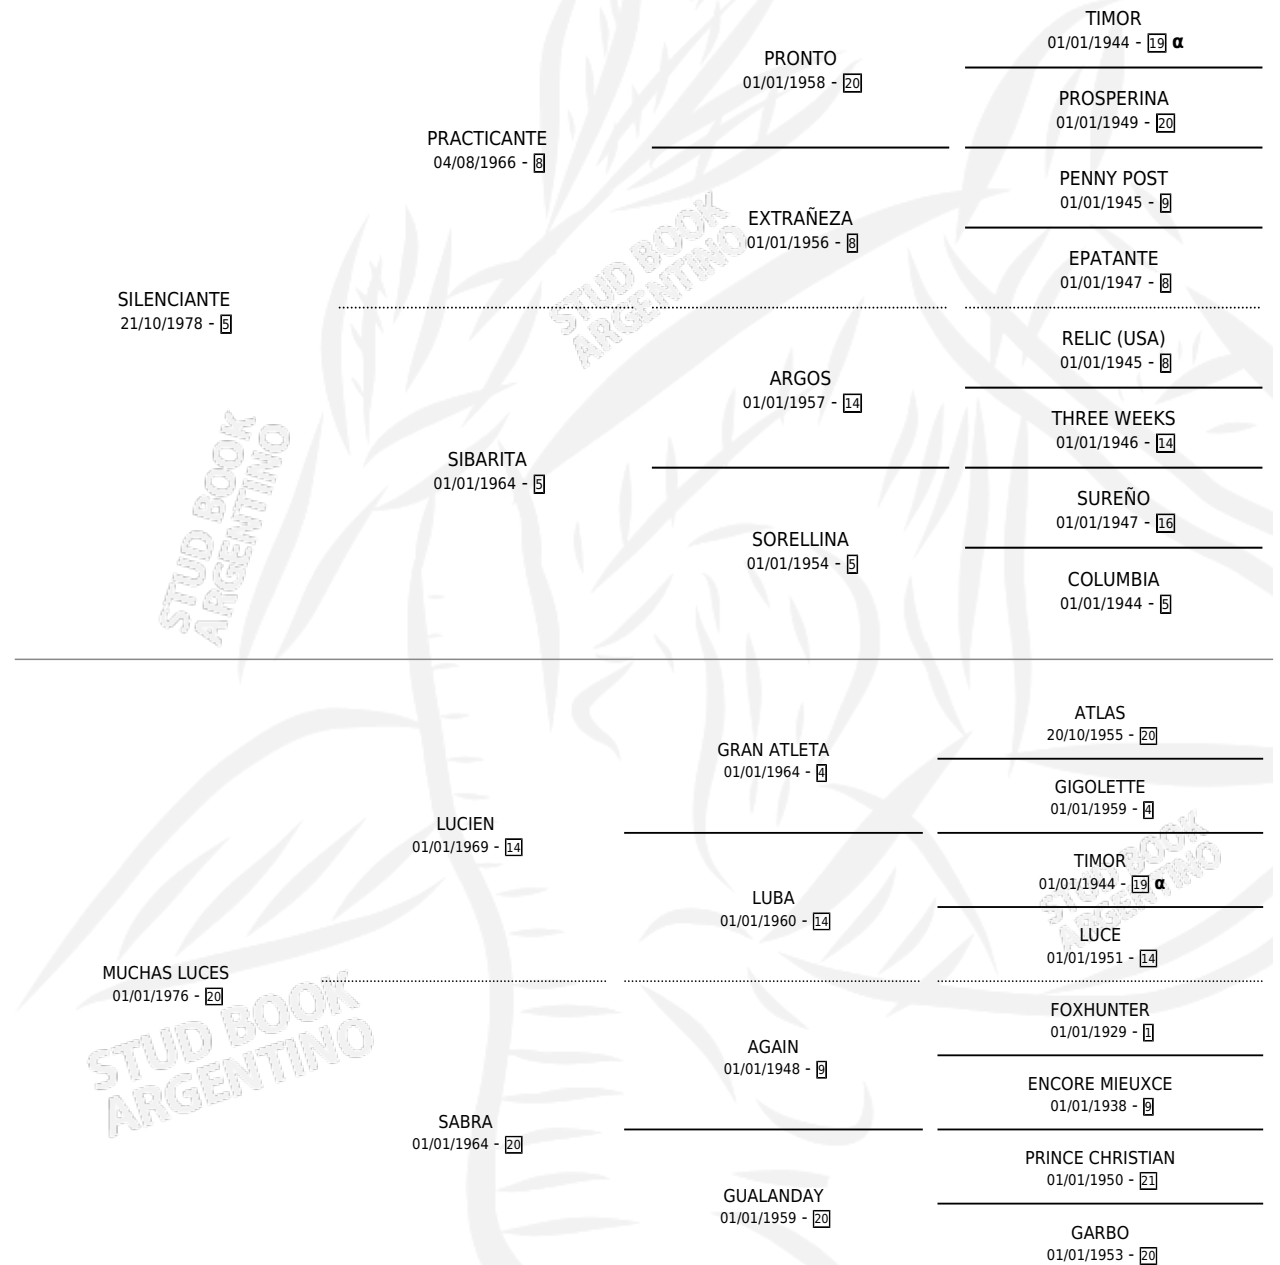 TIMOR
01/01/1944 - 19 α
PRONTO
01/01/1958 - 20
PROSPERINA
01/01/1949 - 20
PRACTICANTE
04/08/1966 - 8
PENNY POST
01/01/1945 - 9
EXTRAÑEZA
01/01/1956 - 8
EPATANTE
01/01/1947 - 8
SILENCIANTE
21/10/1978 - 5
RELIC (USA)
01/01/1945 - 8
ARGOS
01/01/1957 - 14
THREE WEEKS
01/01/1946 - 14
SIBARITA
01/01/1964 - 5
SUREÑO
01/01/1947 - 16
SORELLINA
01/01/1954 - 5
COLUMBIA
01/01/1944 - 5
ATLAS
20/10/1955 - 20
GRAN ATLETA
01/01/1964 - 4
GIGOLETTE
01/01/1959 - 4
LUCIEN
01/01/1969 - 14
TIMOR
01/01/1944 - 19 α
LUBA
01/01/1960 - 14
LUCE
01/01/1951 - 14
MUCHAS LUCES
01/01/1976 - 20
FOXHUNTER
01/01/1929 - 1
AGAIN
01/01/1948 - 9
ENCORE MIEUXCE
01/01/1938 - 9
SABRA
01/01/1964 - 20
PRINCE CHRISTIAN
01/01/1950 - 21
GUALANDAY
01/01/1959 - 20
GARBO
01/01/1953 - 20
STUD BOOK
ARGENTINO
STUD BOOK
ARGENTINO
STUD BOOK
ARGENTINO
STUD BOOK
ARGENTINO